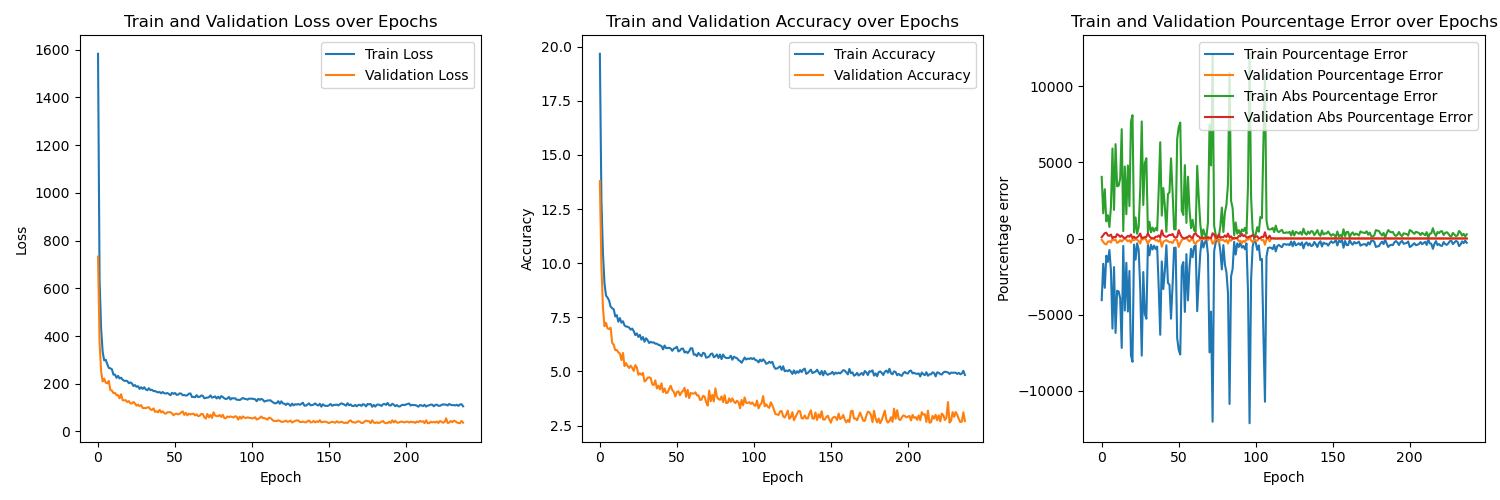 Train and Validation Loss over Epochs
Train Loss
Validation Loss
1600
1400
1200
1000
800
600
400
200
0
Loss
0 50 100 150 200
Epoch
Train and Validation Accuracy over Epochs
Train Accuracy
Validation Accuracy
20.0
17.5
15.0
12.5
10.0
7.5
5.0
2.5
Accuracy
0 50 100 150 200
Epoch
Train and Validation Pourcentage Error over Epochs
Train Pourcentage Error
Validation Pourcentage Error
Train Abs Pourcentage Error
Validation Abs Pourcentage Error
10000
5000
0
−5000
−10000
Pourcentage error
0 50 100 150 200
Epoch